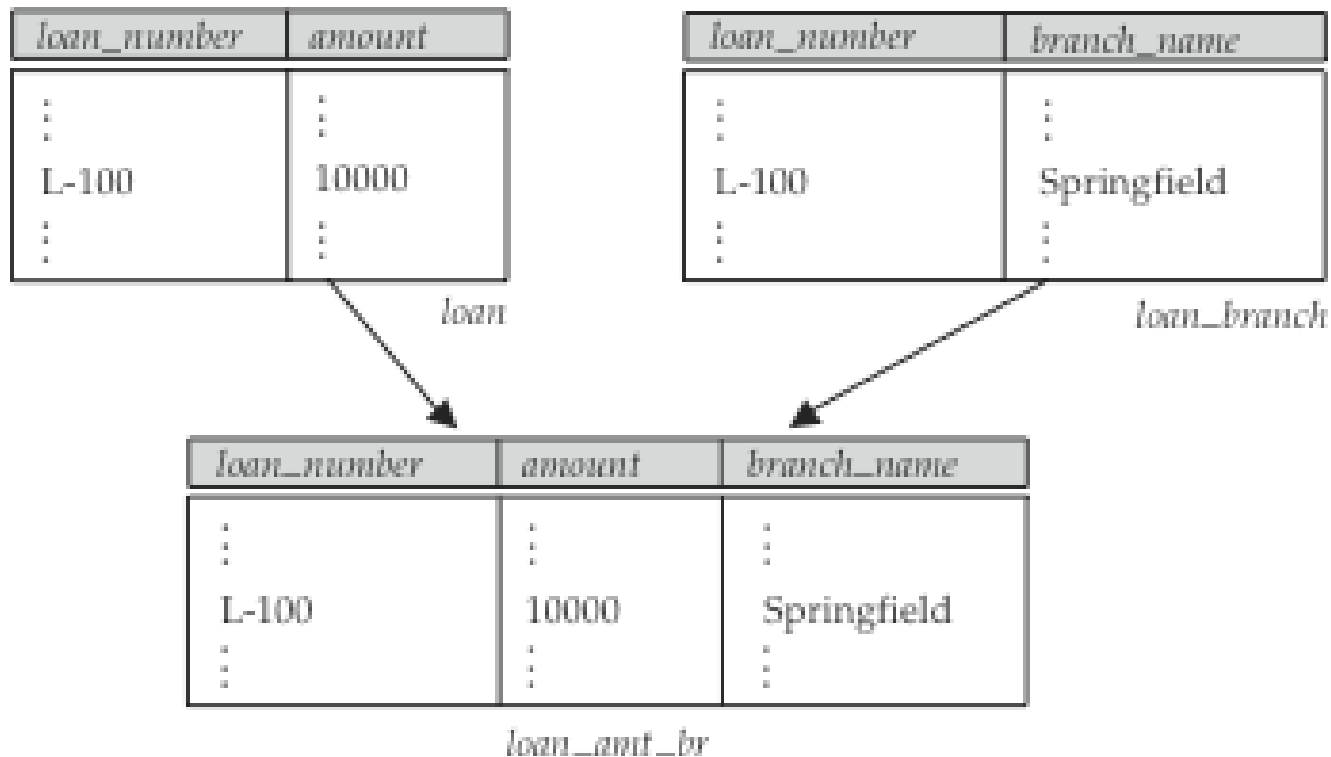 loan_number amount
⋮ ⋮
L-100 10000
⋮ ⋮
loan
loan_number branch_name
⋮ ⋮
L-100 Springfield
⋮ ⋮
loan_branch
loan_number amount branch_name
⋮ ⋮ ⋮
L-100 10000 Springfield
⋮ ⋮ ⋮
loan_amt_br